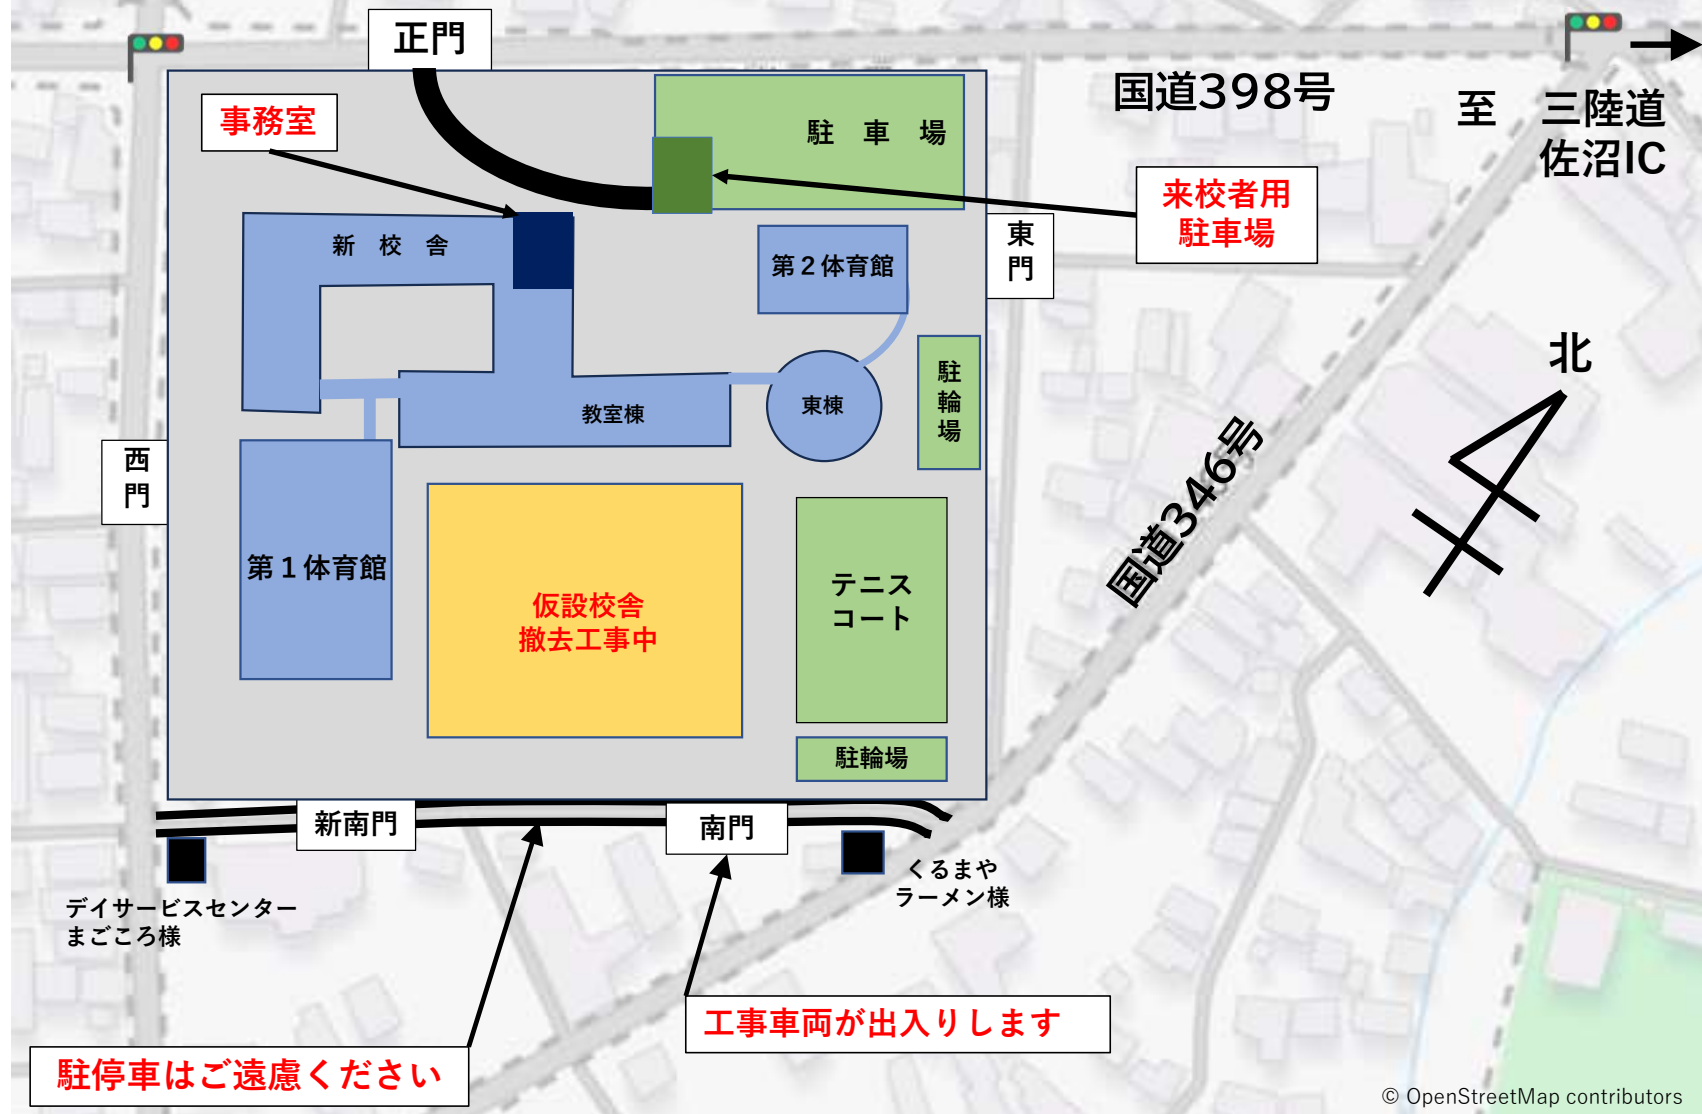 正門
国道398号
至　三陸道
佐沼IC
事務室
駐　車　場
来校者用
駐車場
新　校　舎
第２体育館
東
門
北
駐
輪
場
東棟
教室棟
西
門
国道346号
第１体育館
仮設校舎
撤去工事中
テニス
コート
駐輪場
新南門
南門
くるまや
ラーメン様
デイサービスセンター
まごころ様
工事車両が出入りします
駐停車はご遠慮ください
© OpenStreetMap contributors